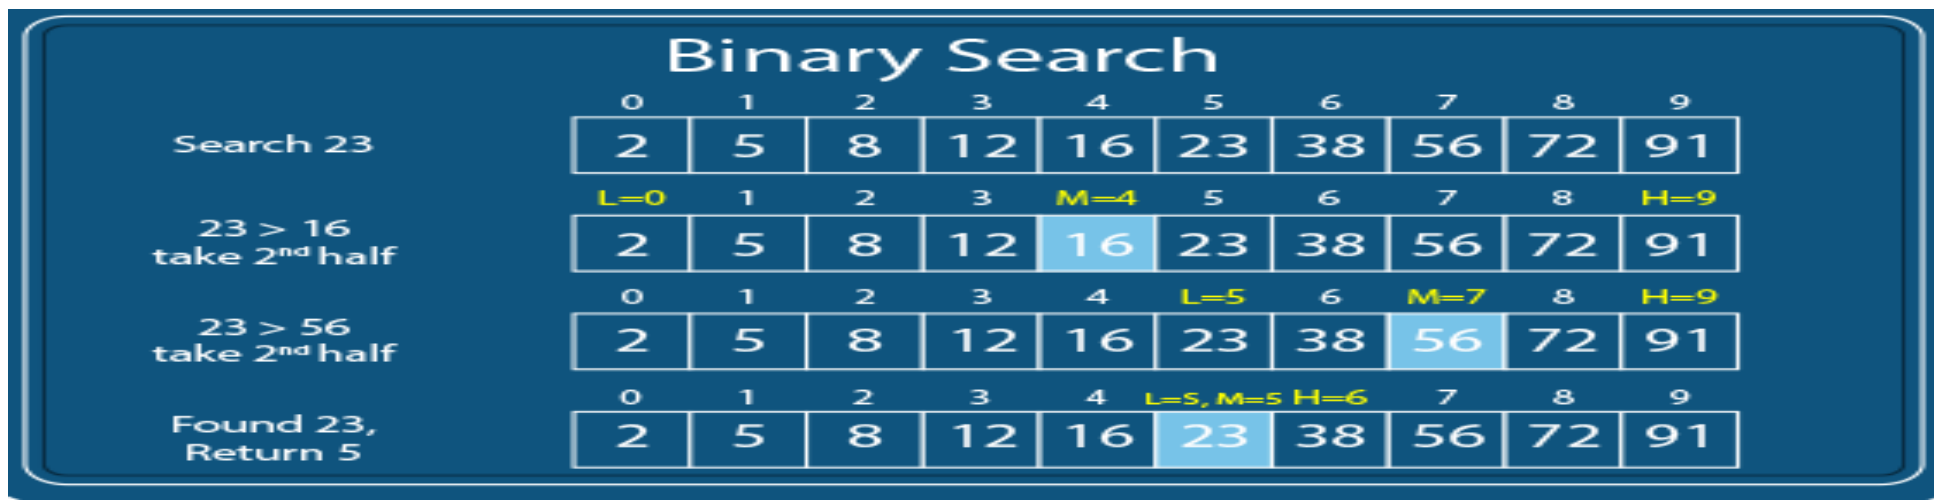 Binary Search
0 1 2 3 4 5 6 7 8 9
Search 23
2 5 8 12 16 23 38 56 72 91
L=0 1 2 3 M=4 5 6 7 8 H=9
23 > 16
take 2nd half
2 5 8 12 16 23 38 56 72 91
0 1 2 3 4 L=5 6 M=7 8 H=9
23 > 56
take 2nd half
2 5 8 12 16 23 38 56 72 91
0 1 2 3 4 L=5, M=5 H=6 7 8 9
Found 23,
Return 5
2 5 8 12 16 23 38 56 72 91